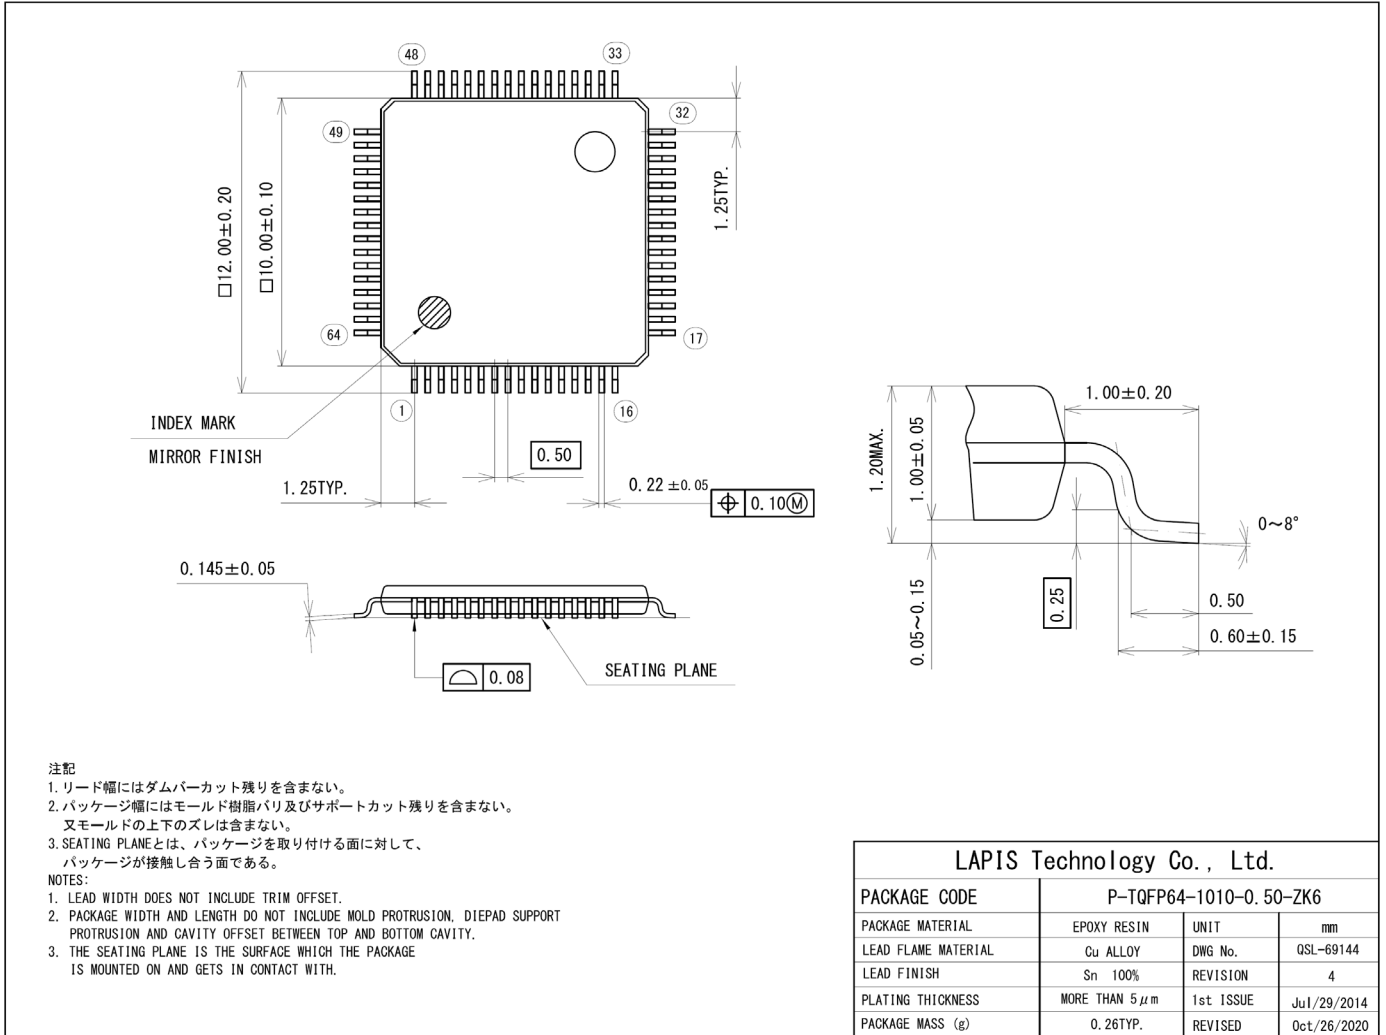 48
33
32
49
1.25TYP.
□12.00±0.20
□10.00±0.10
64
17
1
16
INDEX MARK
MIRROR FINISH
0.50
1.25TYP.
0.22 ±0.05
0.10Ⓜ
1.00±0.20
1.20MAX.
1.00±0.05
0~8°
0.05~0.15
0.25
0.50
0.60±0.15
0.145±0.05
0.08
SEATING PLANE
注記
1.リード幅にはダムバーカット残りを含まない。
2.パッケージ幅にはモールド樹脂バリ及びサポートカット残りを含まない。
又モールドの上下のズレは含まない。
3.SEATING PLANEとは、パッケージを取り付ける面に対して、
パッケージが接触し合う面である。
NOTES:
1. LEAD WIDTH DOES NOT INCLUDE TRIM OFFSET.
2. PACKAGE WIDTH AND LENGTH DO NOT INCLUDE MOLD PROTRUSION, DIEPAD SUPPORT
PROTRUSION AND CAVITY OFFSET BETWEEN TOP AND BOTTOM CAVITY.
3. THE SEATING PLANE IS THE SURFACE WHICH THE PACKAGE
IS MOUNTED ON AND GETS IN CONTACT WITH.
LAPIS Technology Co., Ltd.
PACKAGE CODE P-TQFP64-1010-0.50-ZK6
PACKAGE MATERIAL EPOXY RESIN UNIT mm
LEAD FLAME MATERIAL Cu ALLOY DWG No. QSL-69144
LEAD FINISH Sn 100% REVISION 4
PLATING THICKNESS MORE THAN 5μm 1st ISSUE Jul/29/2014
PACKAGE MASS (g) 0.26TYP. REVISED Oct/26/2020